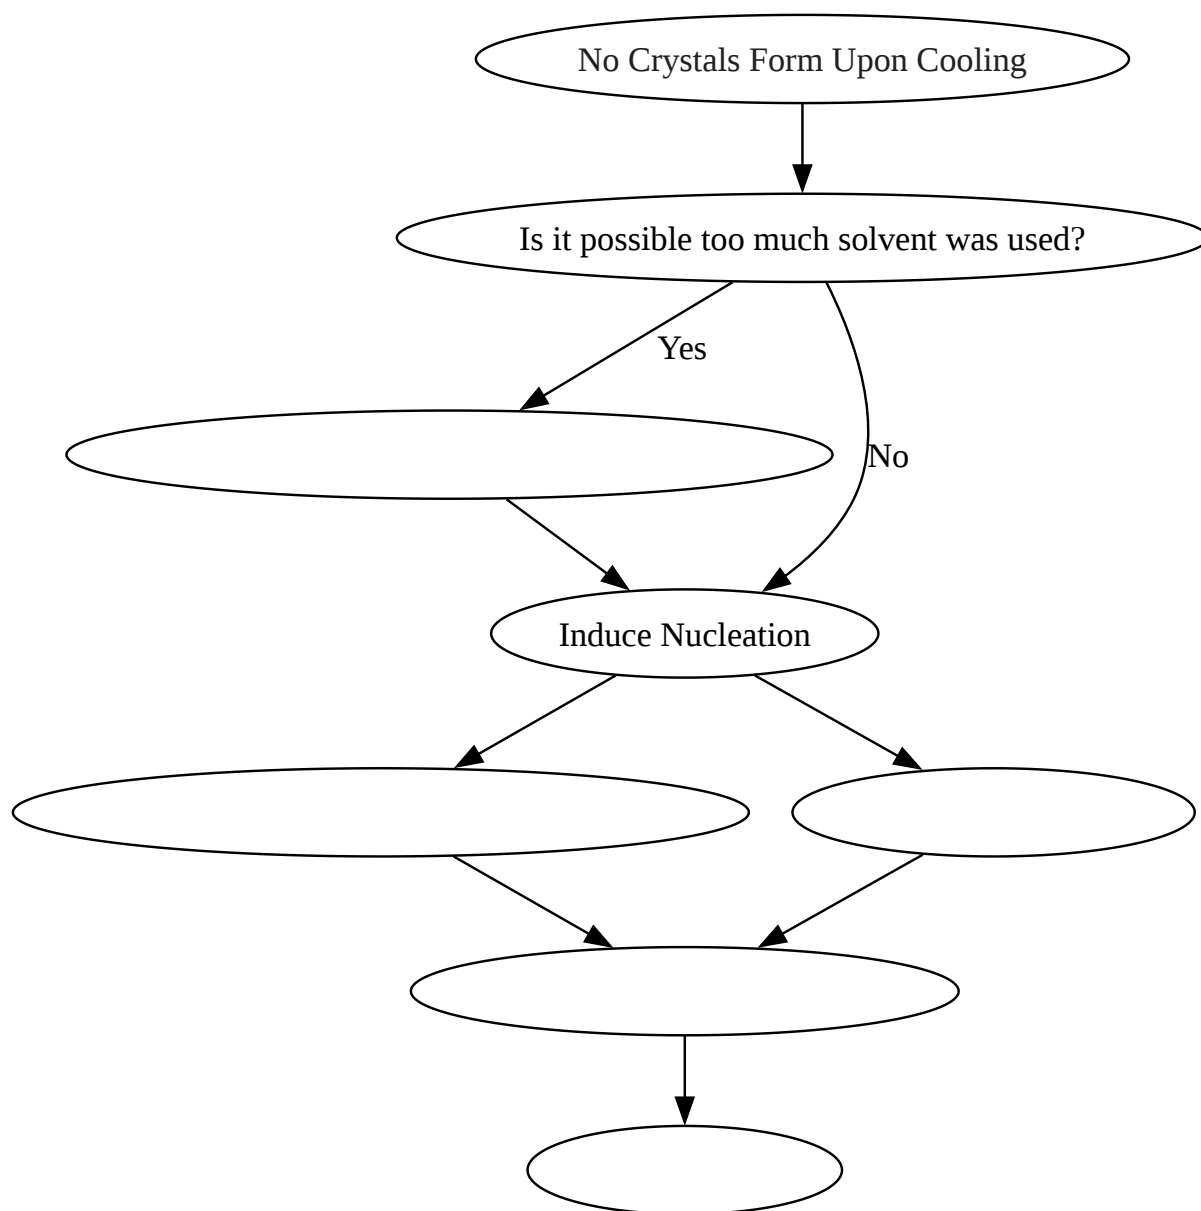 No Crystals Form Upon Cooling
Is it possible too much solvent was used?
Yes
No
Induce Nucleation